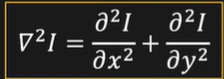 ∇²I = ∂²I/∂x² + ∂²I/∂y²